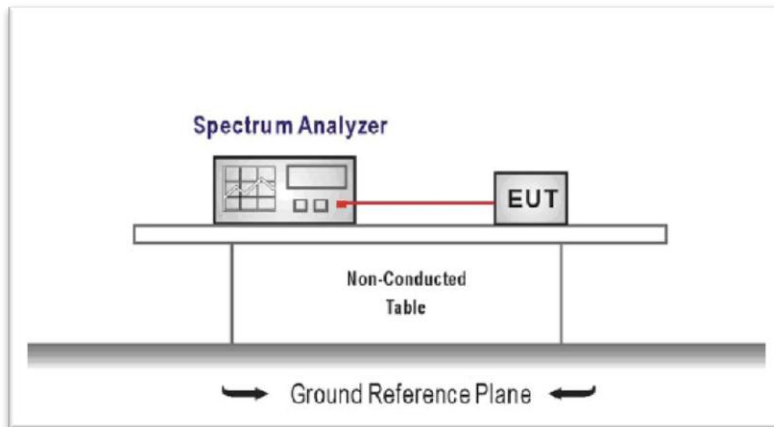 Spectrum Analyzer
EUT
Non-Conducted
Table
Ground Reference Plane